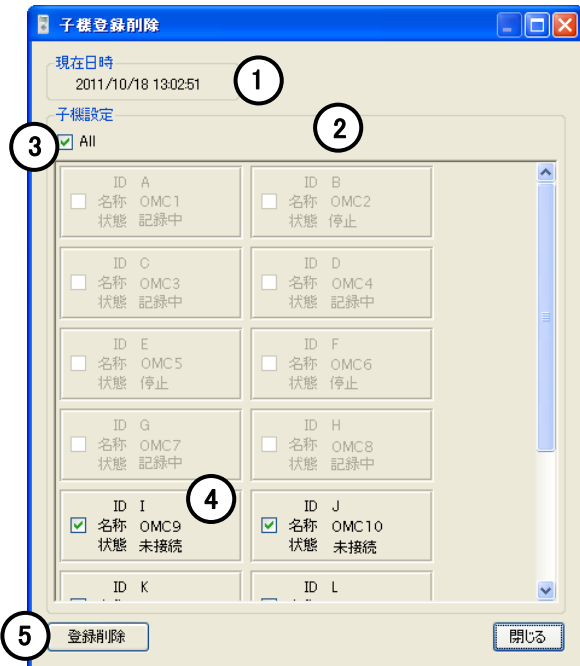 子機登録削除
現在日時
2011/10/18 13:02:51
1
子機設定
2
3
All
ID A
名称 OMC1
状態 記録中
ID B
名称 OMC2
状態 停止
ID C
名称 OMC3
状態 記録中
ID D
名称 OMC4
状態 記録中
ID E
名称 OMC5
状態 停止
ID F
名称 OMC6
状態 停止
ID G
名称 OMC7
状態 記録中
ID H
名称 OMC8
状態 記録中
4
ID I
名称 OMC9
状態 未接続
ID J
名称 OMC10
状態 未接続
ID K
ID L
5
登録削除
閉じる